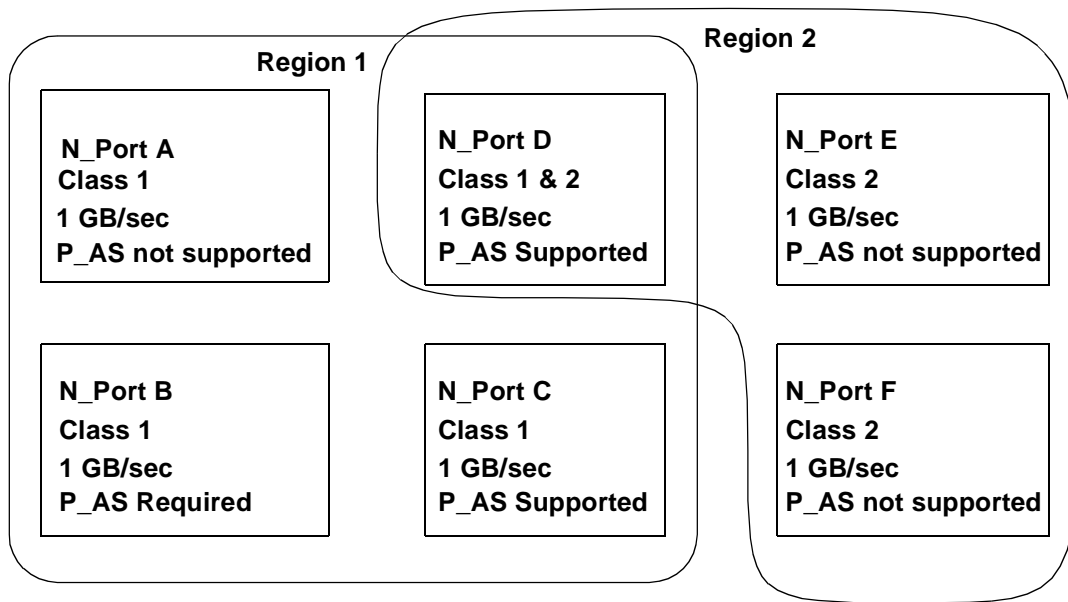 Region 1
Region 2
N_Port A
Class 1
1 GB/sec
P_AS not supported
N_Port D
Class 1 & 2
1 GB/sec
P_AS Supported
N_Port E
Class 2
1 GB/sec
P_AS not supported
N_Port B
Class 1
1 GB/sec
P_AS Required
N_Port C
Class 1
1 GB/sec
P_AS Supported
N_Port F
Class 2
1 GB/sec
P_AS not supported